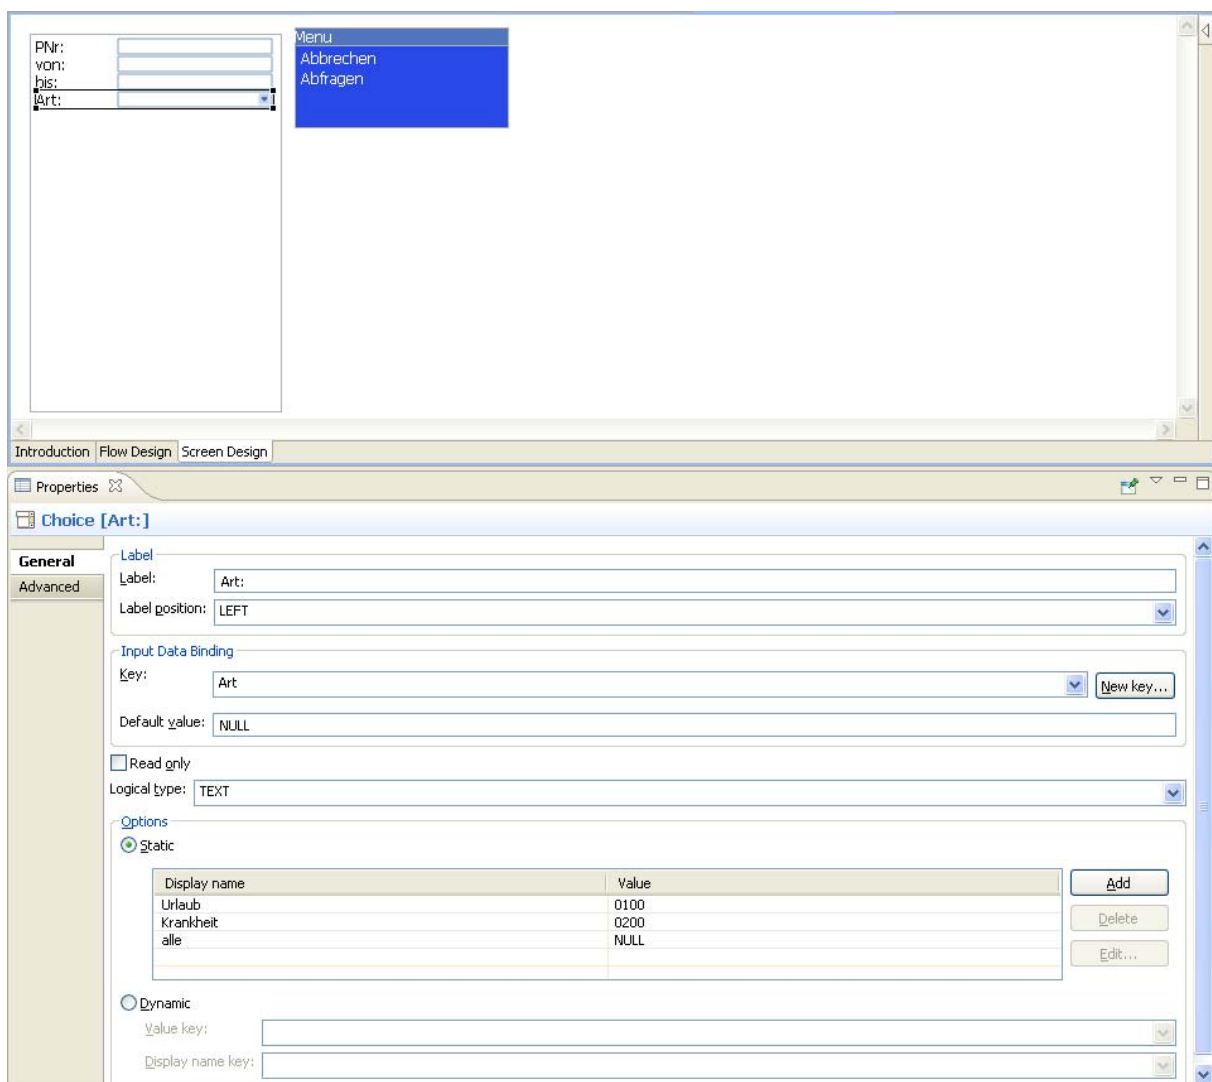 PNr:
von:
bis:
Art:
Menu
Abbrechen
Abfragen
Introduction Flow Design Screen Design
Properties
Choice [Art:]
General
Advanced
Label
Label: Art:
Label position: LEFT
Input Data Binding
Key: Art New key...
Default value: NULL
Read only
Logical type: TEXT
Options
Static
Display name Value Add
Urlaub 0100
Krankheit 0200 Delete
alle NULL
Edit...
Dynamic
Value key:
Display name key: